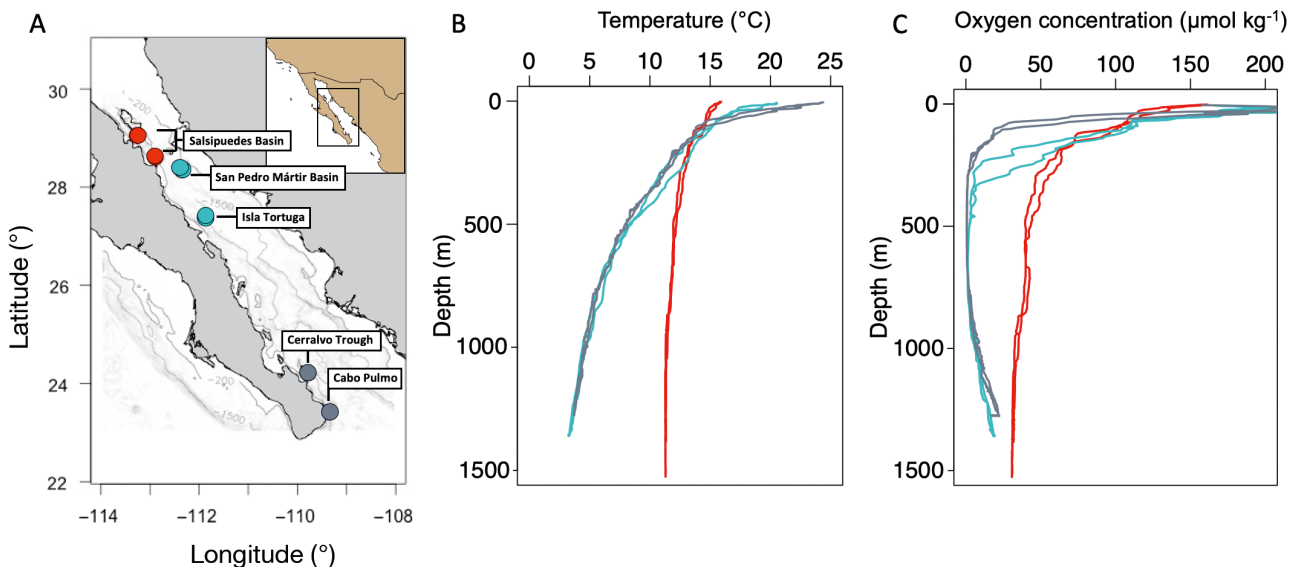 A
30
28
26
24
22
−114
−112
−110
−108
Latitude (°)
Longitude (°)
−200
−1500
−200
−1500
Salsipuedes Basin
San Pedro Mártir Basin
Isla Tortuga
Cerralvo Trough
Cabo Pulmo
B
Temperature (°C)
0 5 10 15 20 25
0
500
1000
1500
Depth (m)
C
Oxygen concentration (µmol kg⁻¹)
0 50 100 150 200
0
500
1000
1500
Depth (m)